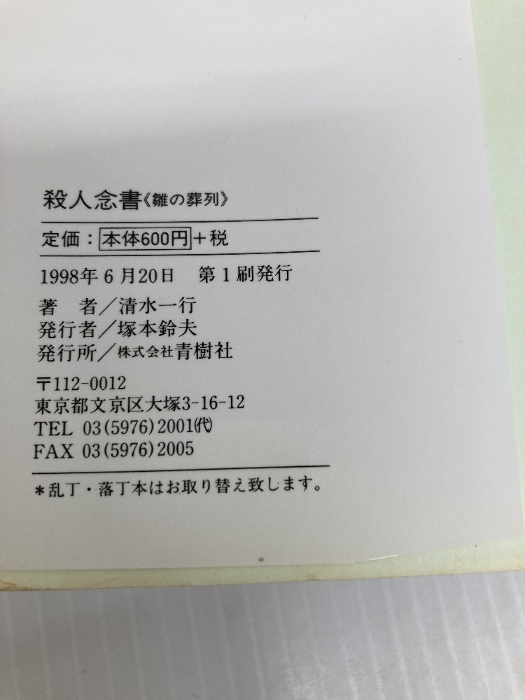 殺人念書《雛の葬列》
定価：本体600円＋税
1998年6月20日　第1刷発行
著　者／清水一行
発行者／塚本鈴夫
発行所／株式会社青樹社
〒112-0012
東京都文京区大塚3-16-12
TEL 03(5976)2001㈹
FAX 03(5976)2005
＊乱丁・落丁本はお取り替え致します。